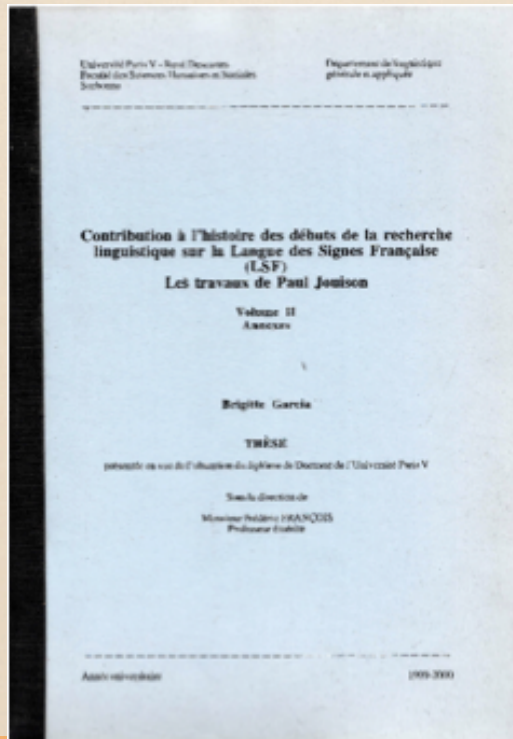 Université Paris V - René Descartes
Faculté des Sciences Humaines et Sociales
Sorbonne
Département de linguistique
générale et appliquée
Contribution à l'histoire des débuts de la recherche
linguistique sur la Langue des Signes Française
(LSF)
Les travaux de Paul Jouison
Volume II
Annexes
Brigitte Garcia
THÈSE
présentée en vue de l'obtention du diplôme de Doctorat de l'Université Paris V
Sous la direction de
Monsieur Frédéric FRANÇOIS
Professeur émérite
Année universitaire
1999-2000